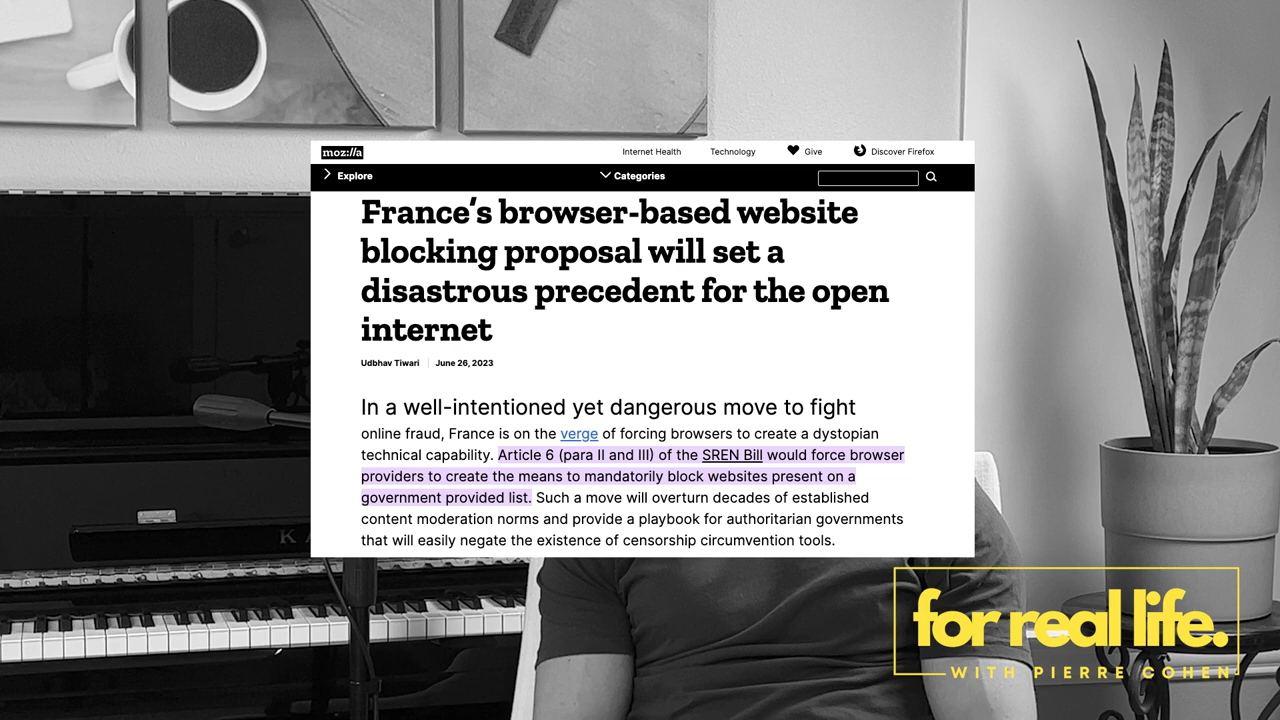 moz://a
Internet Health
Technology
Give
Discover Firefox
Explore
Categories
France’s browser-based website
blocking proposal will set a
disastrous precedent for the open
internet
Udbhav Tiwari | June 26, 2023
In a well-intentioned yet dangerous move to fight
online fraud, France is on the verge of forcing browsers to create a dystopian
technical capability. Article 6 (para II and III) of the SREN Bill would force browser
providers to create the means to mandatorily block websites present on a
government provided list. Such a move will overturn decades of established
content moderation norms and provide a playbook for authoritarian governments
that will easily negate the existence of censorship circumvention tools.
for real life.
WITH PIERRE COHEN